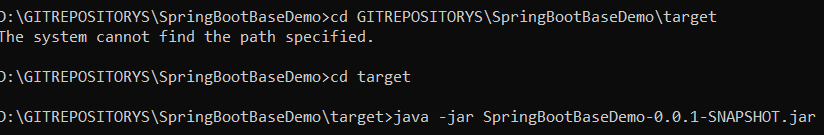 D:\GITREPOSITORYS\SpringBootBaseDemo>cd GITREPOSITORYS\SpringBootBaseDemo\target
The system cannot find the path specified.
D:\GITREPOSITORYS\SpringBootBaseDemo>cd target
D:\GITREPOSITORYS\SpringBootBaseDemo\target>java -jar SpringBootBaseDemo-0.0.1-SNAPSHOT.jar